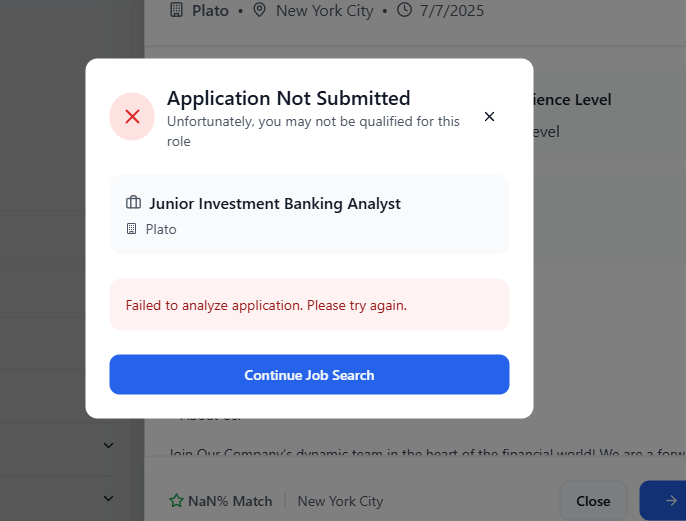 Plato • New York City • 7/7/2025
Application Not Submitted
Unfortunately, you may not be qualified for this
role
ience Level
evel
Junior Investment Banking Analyst
Plato
Failed to analyze application. Please try again.
Continue Job Search
About Us:
Join Our Company's dynamic team in the heart of the financial world! We are a forw
NaN% Match
New York City
Close